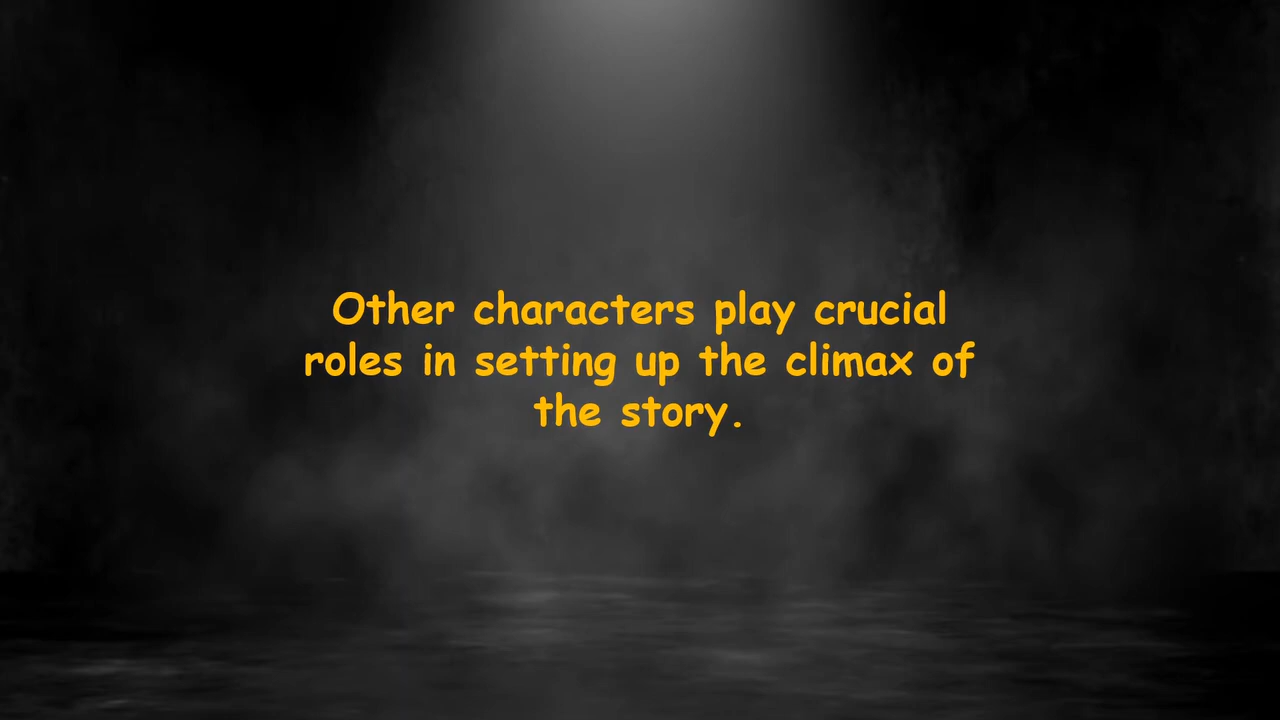 Other characters play crucial
roles in setting up the climax of
the story.